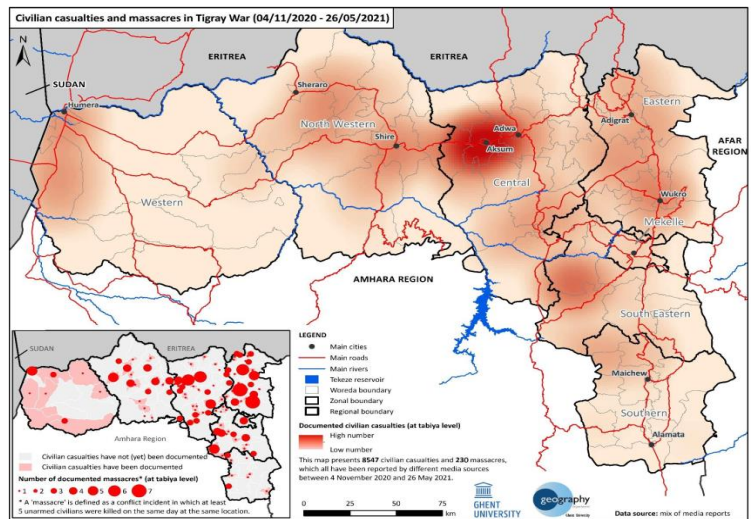 Civilian casualties and massacres in Tigray War (04/11/2020 - 26/05/2021)
N
ERITREA
ERITREA
SUDAN
Humera
Sheraro
North Western
Shire
Adwa
Aksum
Central
Eastern
Adigrat
AFAR
REGION
Wukro
Mekelle
Western
AMHARA REGION
South Eastern
Maichew
Southern
Alamata
LEGEND
Main cities
Main roads
Main rivers
Tekeze reservoir
Woreda boundary
Zonal boundary
Regional boundary
Documented civilian casualties (at tabiya level)
High number
Low number
This map presents 8547 civilian casualties and 230 massacres,
which all have been reported by different media sources
between 4 November 2020 and 26 May 2021.
SUDAN
ERITREA
Amhara Region
Civilian casualties have not (yet) been documented
Civilian casualties have been documented
Number of documented massacres* (at tabiya level)
1 2 3 4 5 6 7
* A 'massacre' is defined as a conflict incident in which at least
5 unarmed civilians were killed on the same day at the same location.
GHENT
UNIVERSITY
geography
0 25 50 75
km
Data source: mix of media reports